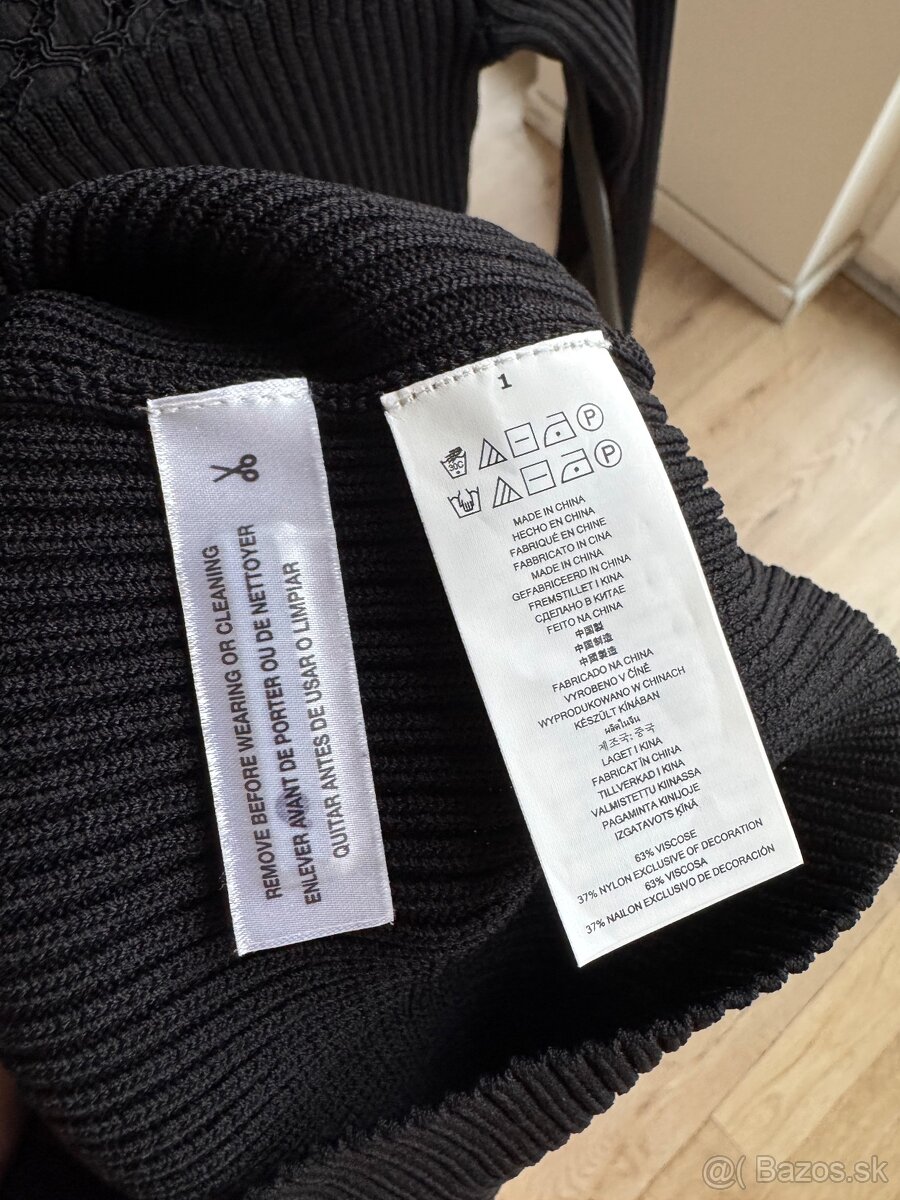 REMOVE BEFORE WEARING OR CLEANING
ENLEVER AVANT DE PORTER OU DE NETTOYER
QUITAR ANTES DE USAR O LIMPIAR
1
30C P
P
MADE IN CHINA
HECHO EN CHINA
FABRIQUÉ EN CHINE
FABBRICATO IN CINA
MADE IN CHINA
GEFABRICEERD IN CHINA
FREMSTILLET I KINA
СДЕЛАНО В КИТАЕ
FEITO NA CHINA
中国製
中国制造
中國製造
FABRICADO NA CHINA
VYROBENO V ČÍNĚ
WYPRODUKOWANO W CHINACH
KÉSZÜLT KÍNÁBAN
ผลิตในจีน
제조국: 중국
LAGET I KINA
FABRICAT ÎN CHINA
TILLVERKAD I KINA
VALMISTETTU KIINASSA
PAGAMINTA KINIJOJE
IZGATAVOTS ĶĪNĀ
63% VISCOSE
37% NYLON EXCLUSIVE OF DECORATION
63% VISCOSA
37% NAILON EXCLUSIVO DE DECORACIÓN
@( Bazos.sk